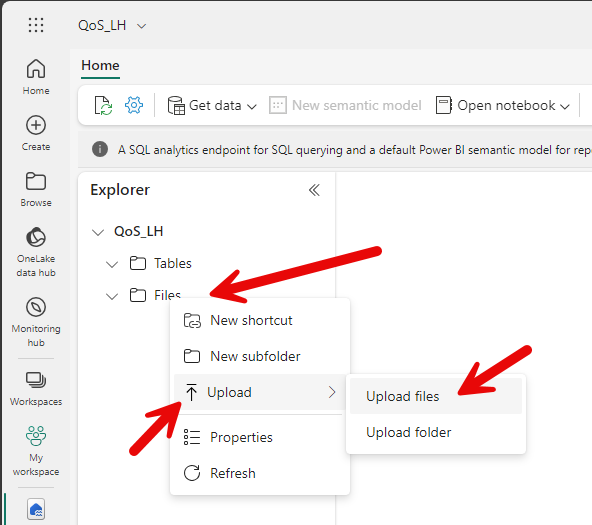 QoS_LH
Home
Home
Create
Browse
OneLake
data hub
Monitoring
hub
Workspaces
My
workspace
Get data
New semantic model
Open notebook
A SQL analytics endpoint for SQL querying and a default Power BI semantic model for repo
Explorer
QoS_LH
Tables
Files
New shortcut
New subfolder
Upload
Properties
Refresh
Upload files
Upload folder